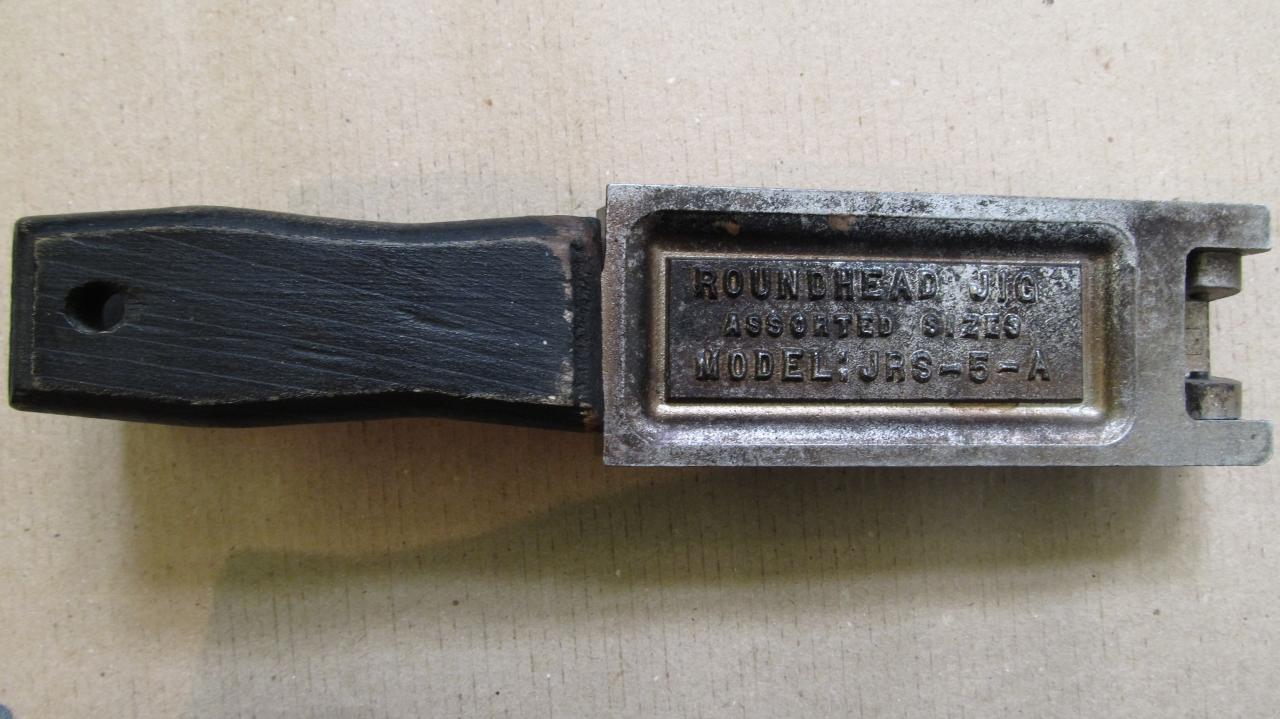 ROUNDHEAD JIG
ASSORTED SIZES
MODEL: JRS-5-A